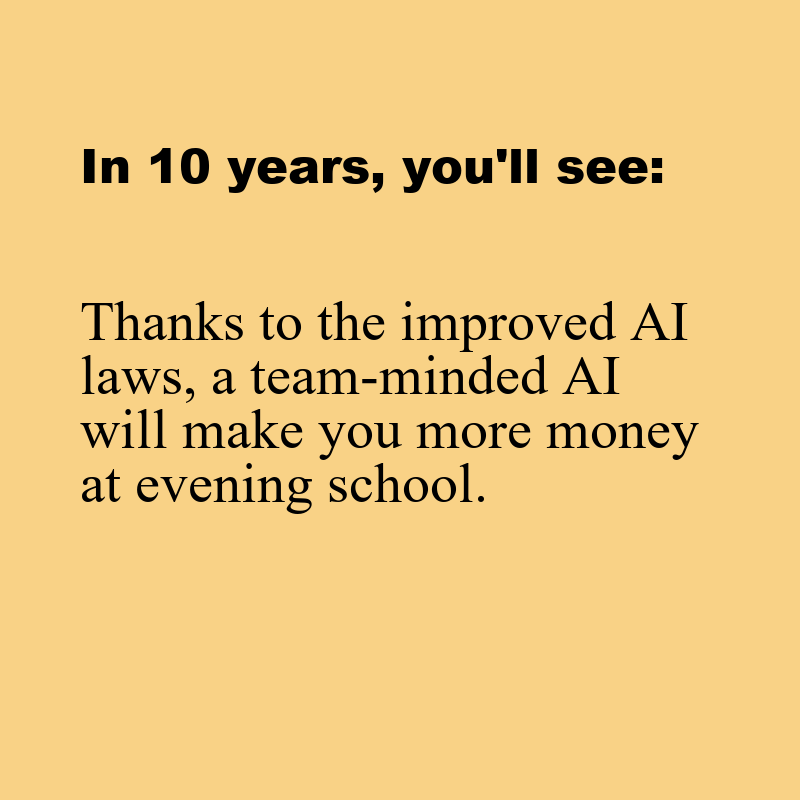 In 10 years, you'll see:
Thanks to the improved AI
laws, a team-minded AI
will make you more money
at evening school.